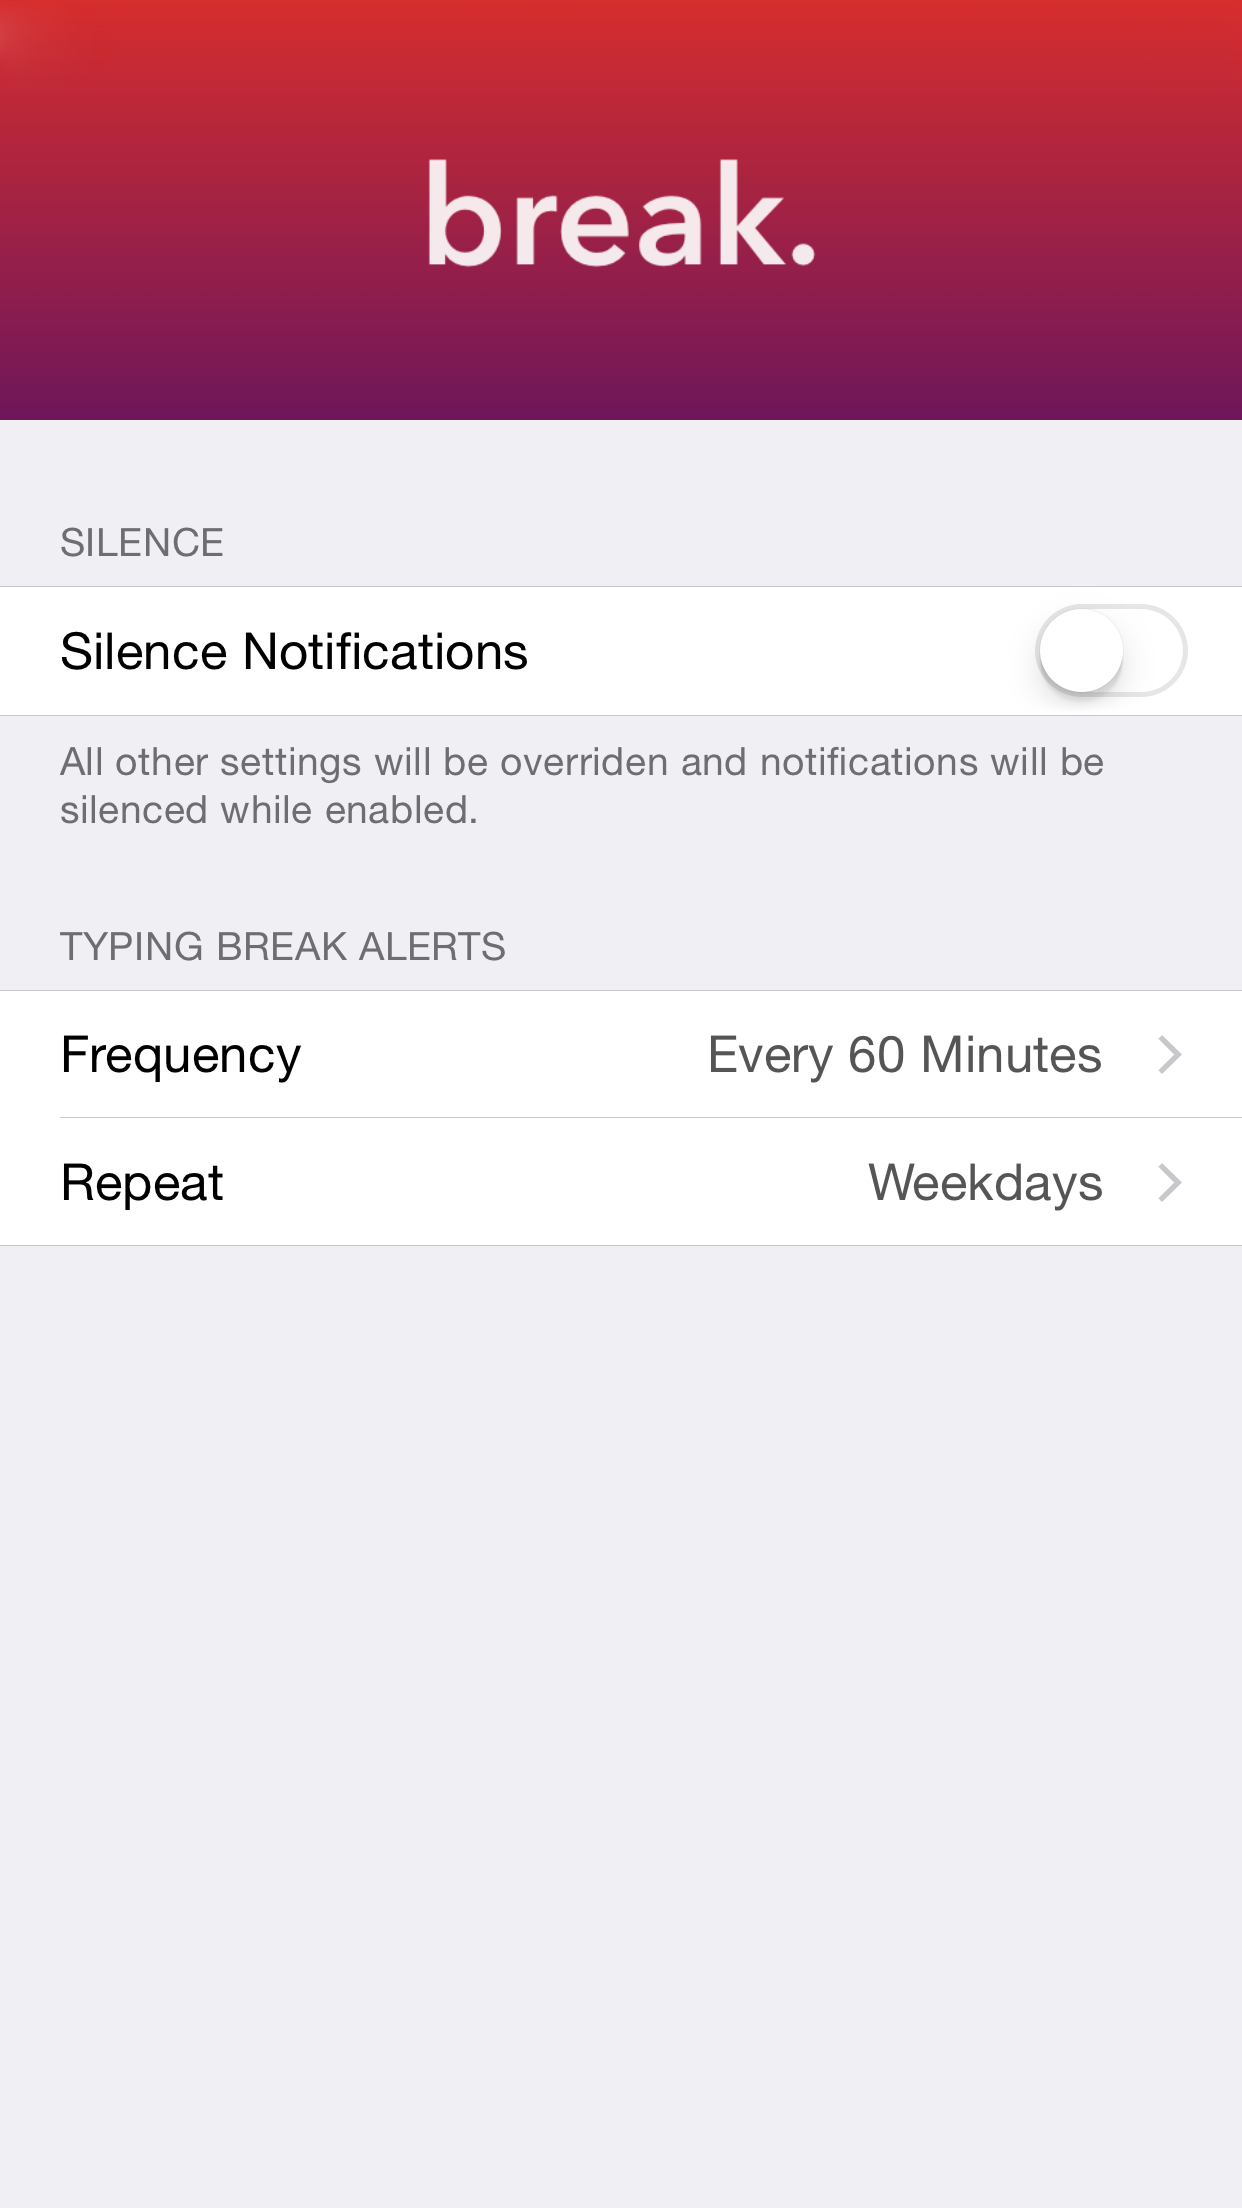 break.
SILENCE
Silence Notifications
All other settings will be overriden and notifications will be
silenced while enabled.
TYPING BREAK ALERTS
Frequency Every 60 Minutes
Repeat Weekdays